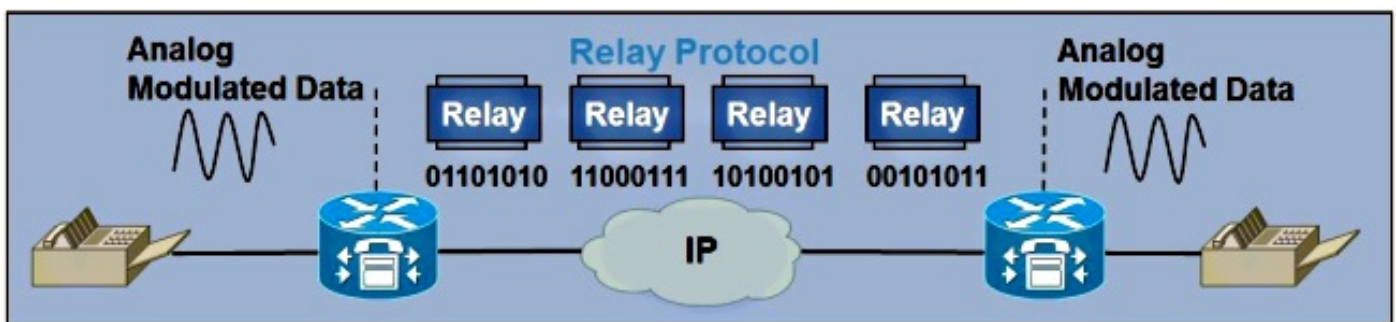 Analog
Modulated Data
Relay Protocol
Analog
Modulated Data
Relay Relay Relay Relay
01101010 11000111 10100101 00101011
IP